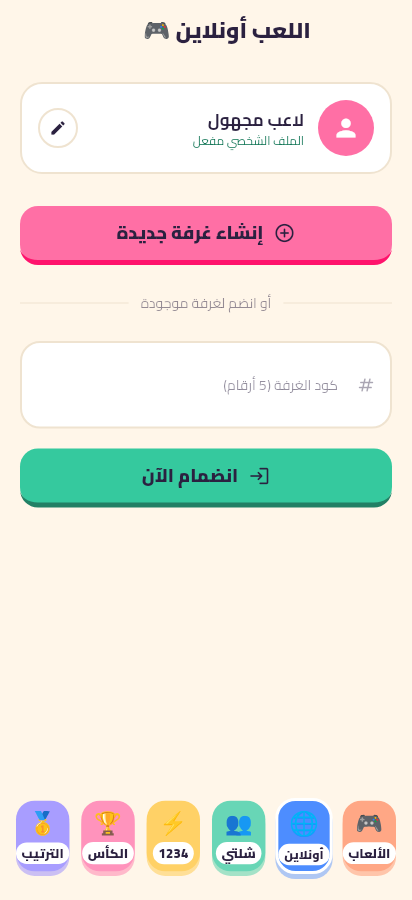 اللعب أونلاين 🎮
لاعب مجهول
الملف الشخصي مفعل
إنشاء غرفة جديدة
أو انضم لغرفة موجودة
# كود الغرفة (5 أرقام)
انضمام الآن
الألعاب
أونلاين
شلتي
1234
الكأس
الترتيب